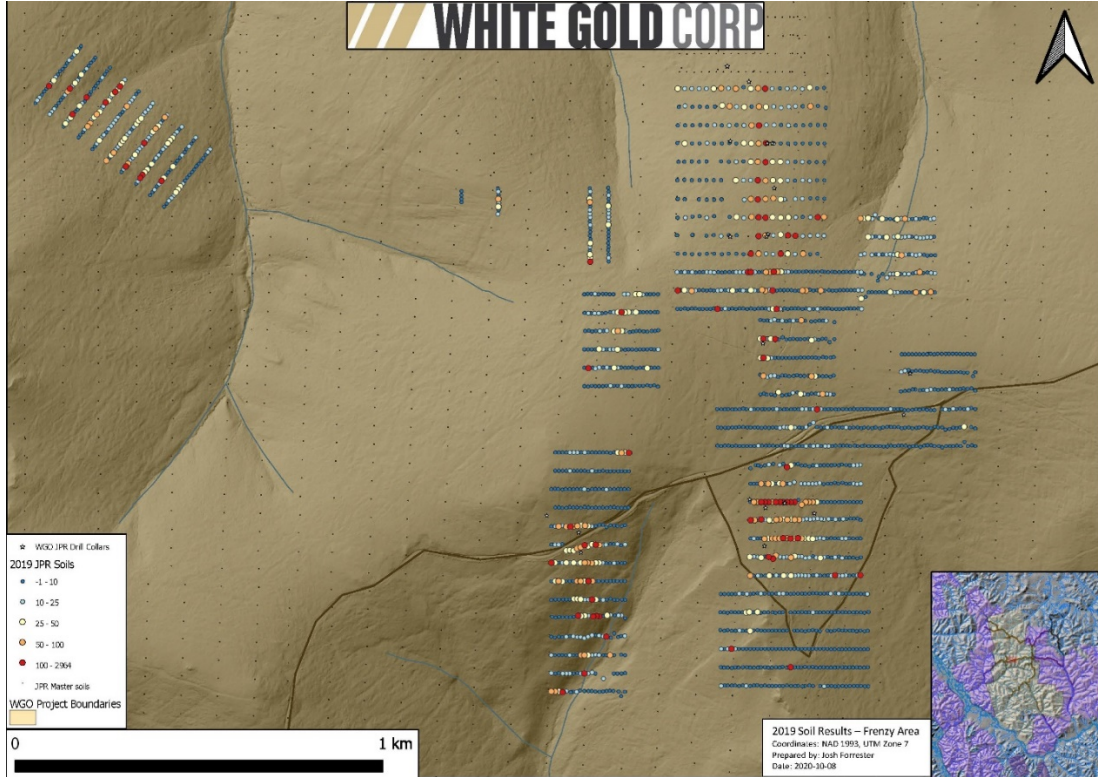 WHITE GOLD CORP
WGO JPR Drill Collars
2019 JPR Soils
-1 - 10
10 - 25
25 - 50
50 - 100
100 - 2964
JPR Master soils
WGO Project Boundaries
0 1 km
2019 Soil Results – Frenzy Area
Coordinates: NAD 1993, UTM Zone 7
Prepared by: Josh Forrester
Date: 2020-10-08